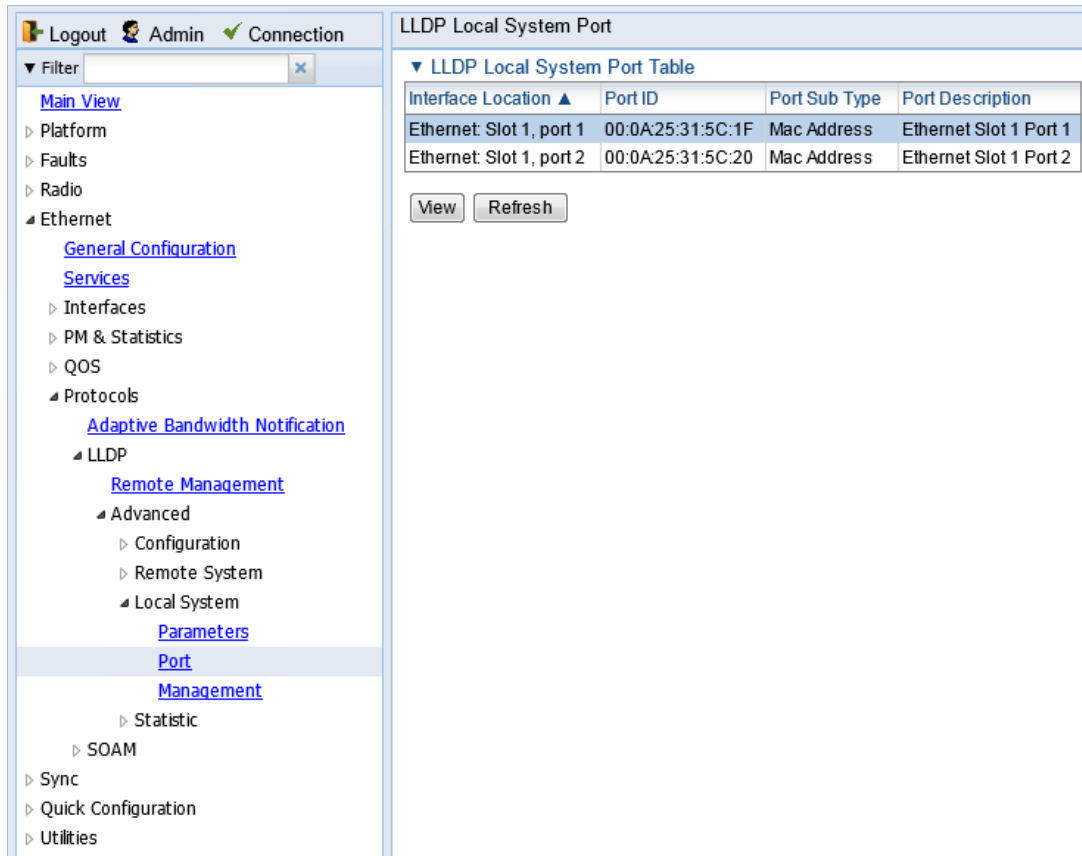 Logout Admin Connection
Filter
Main View
Platform
Faults
Radio
Ethernet
General Configuration
Services
Interfaces
PM & Statistics
QOS
Protocols
Adaptive Bandwidth Notification
LLDP
Remote Management
Advanced
Configuration
Remote System
Local System
Parameters
Port
Management
Statistic
SOAM
Sync
Quick Configuration
Utilities
LLDP Local System Port
▼ LLDP Local System Port Table
Interface Location ▲ Port ID Port Sub Type Port Description
Ethernet: Slot 1, port 1 00:0A:25:31:5C:1F Mac Address Ethernet Slot 1 Port 1
Ethernet: Slot 1, port 2 00:0A:25:31:5C:20 Mac Address Ethernet Slot 1 Port 2
View Refresh